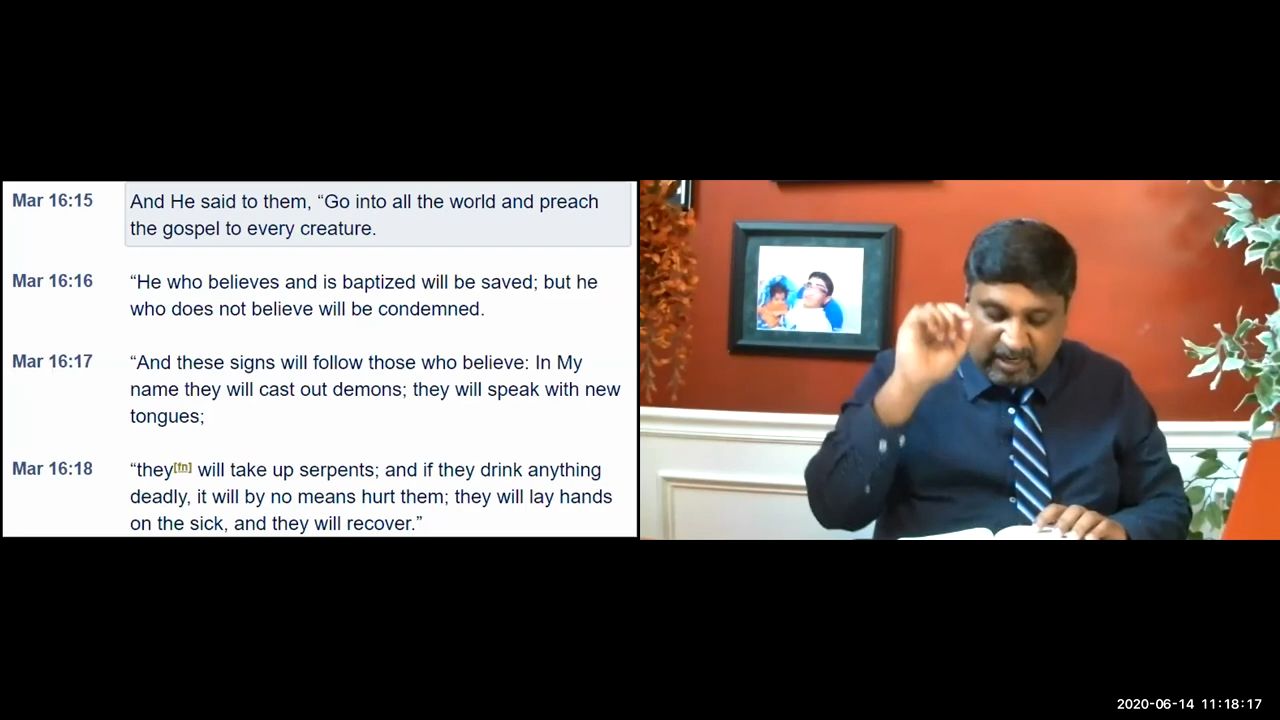 Mar 16:15 And He said to them, “Go into all the world and preach
the gospel to every creature.
Mar 16:16 “He who believes and is baptized will be saved; but he
who does not believe will be condemned.
Mar 16:17 “And these signs will follow those who believe: In My
name they will cast out demons; they will speak with new
tongues;
Mar 16:18 “they[fn] will take up serpents; and if they drink anything
deadly, it will by no means hurt them; they will lay hands
on the sick, and they will recover.”
2020-06-14 11:18:17